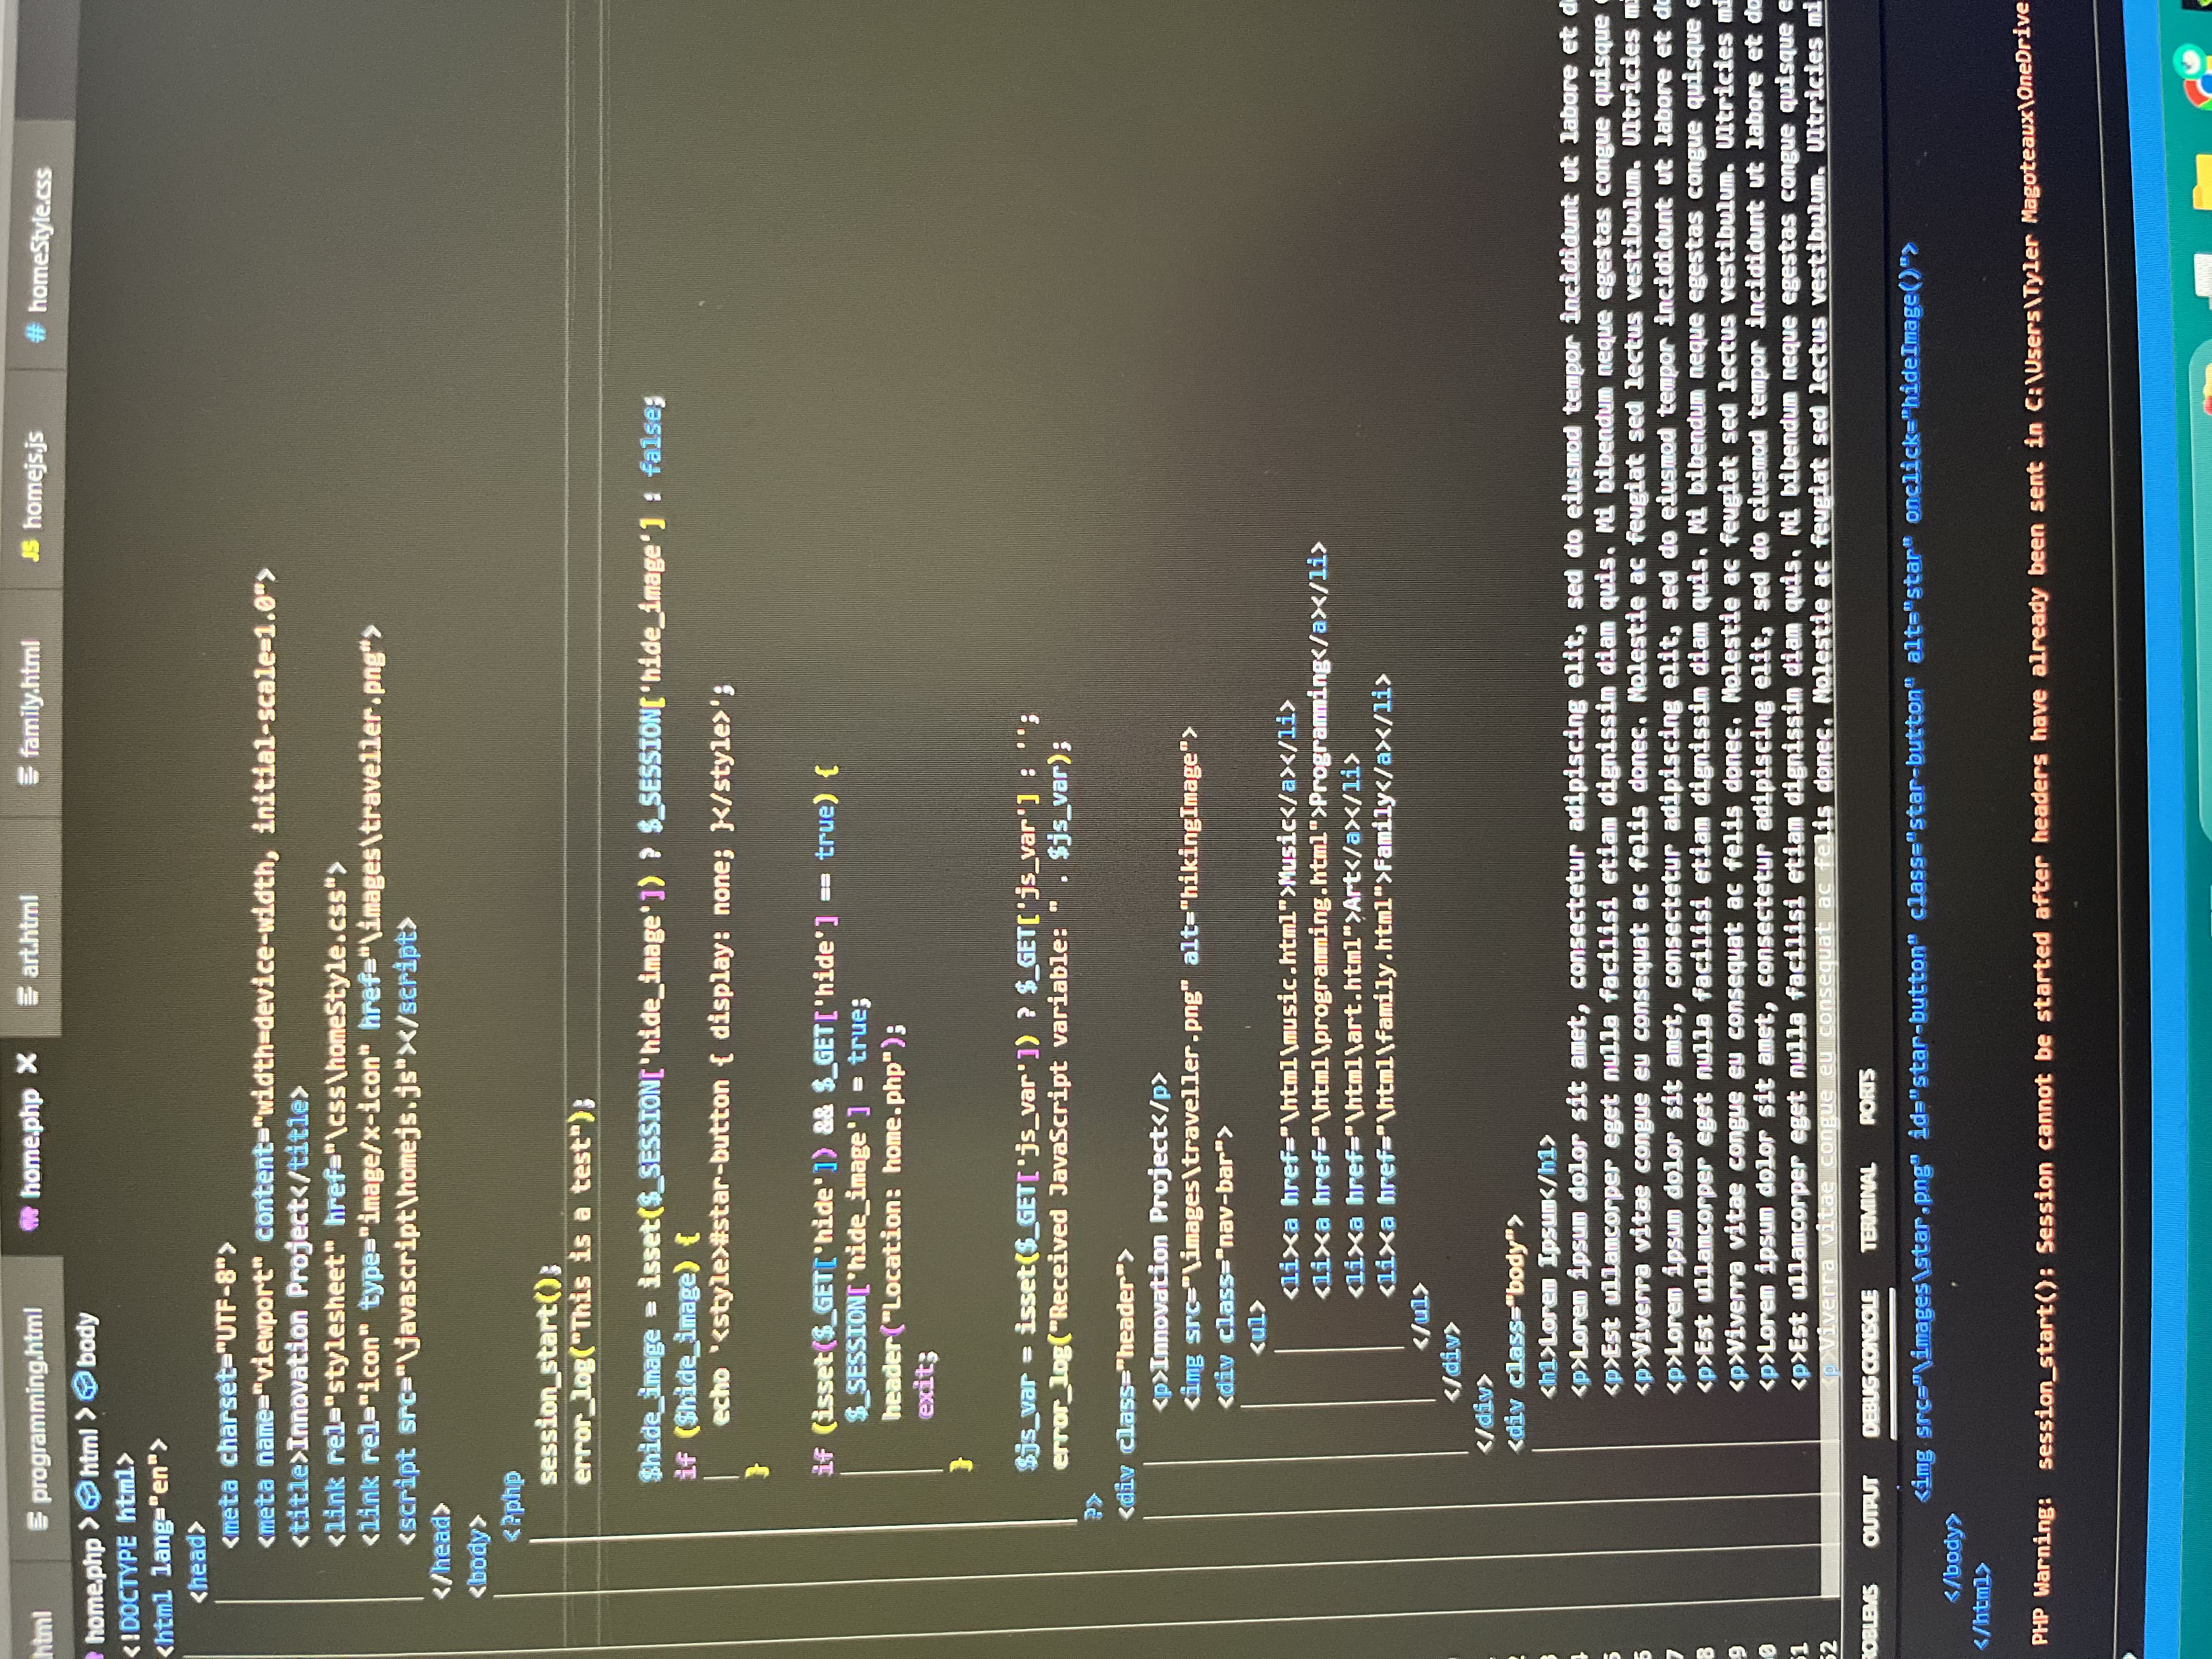 html programming.html home.php art.html family.html JS homejs.js # homeStyle.css
home.php > html > body
<!DOCTYPE html>
<html lang="en">
<head>
<meta charset="UTF-8">
<meta name="viewport" content="width=device-width, initial-scale=1.0">
<title>Innovation Project</title>
<link rel="stylesheet" href="\css\homeStyle.css">
<link rel="icon" type="image/x-icon" href="\images\traveller.png">
<script src="\javascript\homejs.js"></script>
</head>
<body>
<?php
session_start();
error_log("This is a test");
$hide_image = isset($_SESSION['hide_image']) ? $_SESSION['hide_image'] : false;
if ($hide_image) {
echo '<style>#star-button { display: none; }</style>';
}
if (isset($_GET['hide']) && $_GET['hide'] == true) {
$_SESSION['hide_image'] = true;
header("Location: home.php");
exit;
}
$js_var = isset($_GET['js_var']) ? $_GET['js_var'] : '';
error_log("Received JavaScript variable: " . $js_var);
?>
<div class="header">
<p>Innovation Project</p>
<img src="\images\traveller.png" alt="hikingImage">
<div class="nav-bar">
<ul>
<li><a href="\html\music.html">Music</a></li>
<li><a href="\html\programming.html">Programming</a></li>
<li><a href="\html\art.html">Art</a></li>
<li><a href="\html\family.html">Family</a></li>
</ul>
</div>
</div>
<div class="body">
<h1>Lorem Ipsum</h1>
<p>Lorem ipsum dolor sit amet, consectetur adipiscing elit, sed do eiusmod tempor incididunt ut labore et
<p>Est ullamcorper eget nulla facilisi etiam dignissim diam quis. Mi bibendum neque egestas congue quisque
<p>Viverra vitae congue eu consequat ac felis donec. Molestie ac feugiat sed lectus vestibulum. Ultricies
<p>Lorem ipsum dolor sit amet, consectetur adipiscing elit, sed do eiusmod tempor incididunt ut labore et
<p>Est ullamcorper eget nulla facilisi etiam dignissim diam quis. Mi bibendum neque egestas congue quisque
<p>Viverra vitae congue eu consequat ac felis donec. Molestie ac feugiat sed lectus vestibulum. Ultricies mi
<p>Lorem ipsum dolor sit amet, consectetur adipiscing elit, sed do eiusmod tempor incididunt ut labore et do
<p>Est ullamcorper eget nulla facilisi etiam dignissim diam quis. Mi bibendum neque egestas congue quisque e
52 <p>Viverra vitae congue eu consequat ac felis donec. Molestie ac feugiat sed lectus vestibulum. Ultricies mi
ROBLEMS OUTPUT DEBUG CONSOLE TERMINAL PORTS
<img src="\images\star.png" id="star-button" class="star-button" alt="star" onclick="hideImage()">
</body>
</html>
PHP Warning: session_start(): Session cannot be started after headers have already been sent in C:\Users\Tyler Magoteaux\OneDrive